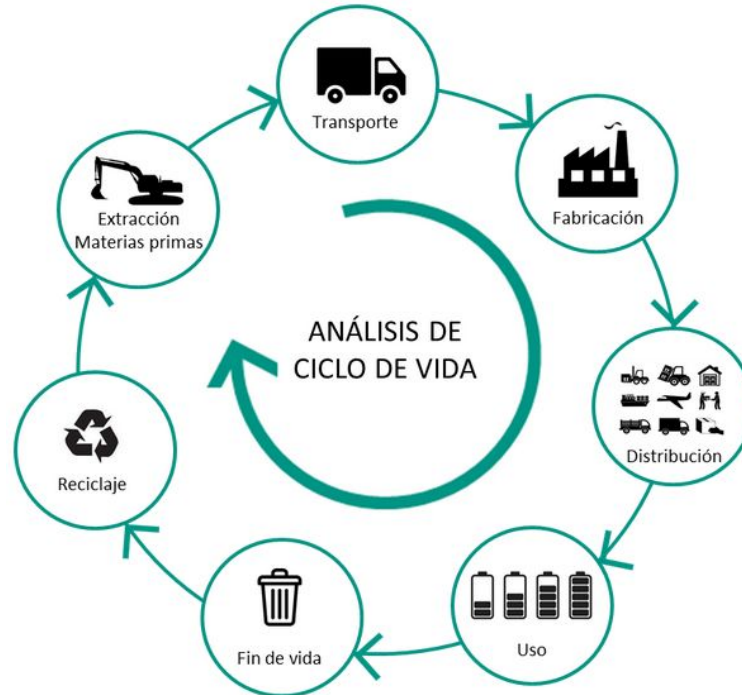 Transporte
Fabricación
Extracción
Materias primas
ANÁLISIS DE
CICLO DE VIDA
Distribución
Reciclaje
Uso
Fin de vida